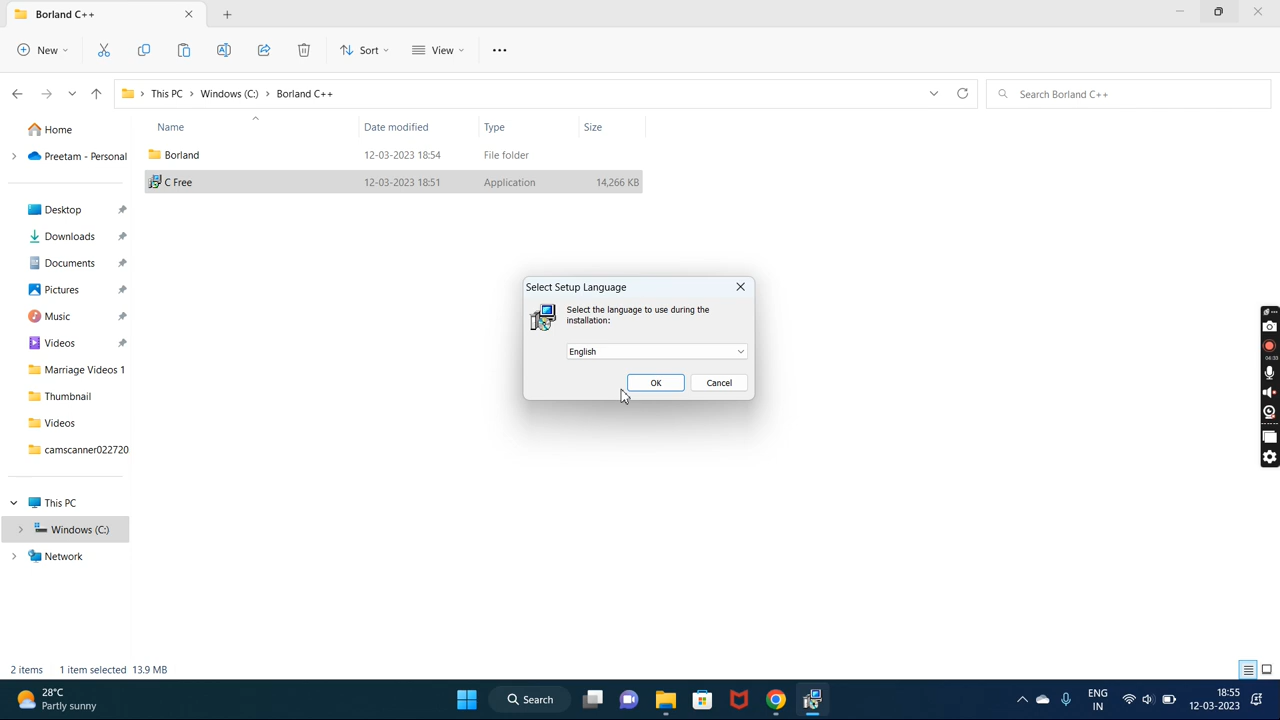 Borland C++
New
Sort
View
This PC > Windows (C:) > Borland C++
Search Borland C++
Name Date modified Type Size
Home
Borland 12-03-2023 18:54 File folder
Preetam - Personal
C Free 12-03-2023 18:51 Application 14,266 KB
Desktop
Downloads
Documents
Pictures
Music
Videos
Marriage Videos 1
Thumbnail
Videos
camscanner022720
This PC
Windows (C:)
Network
Select Setup Language
Select the language to use during the
installation:
English
OK Cancel
04:33
2 items 1 item selected 13.9 MB
28°C
Partly sunny
Search
ENG
IN
18:55
12-03-2023